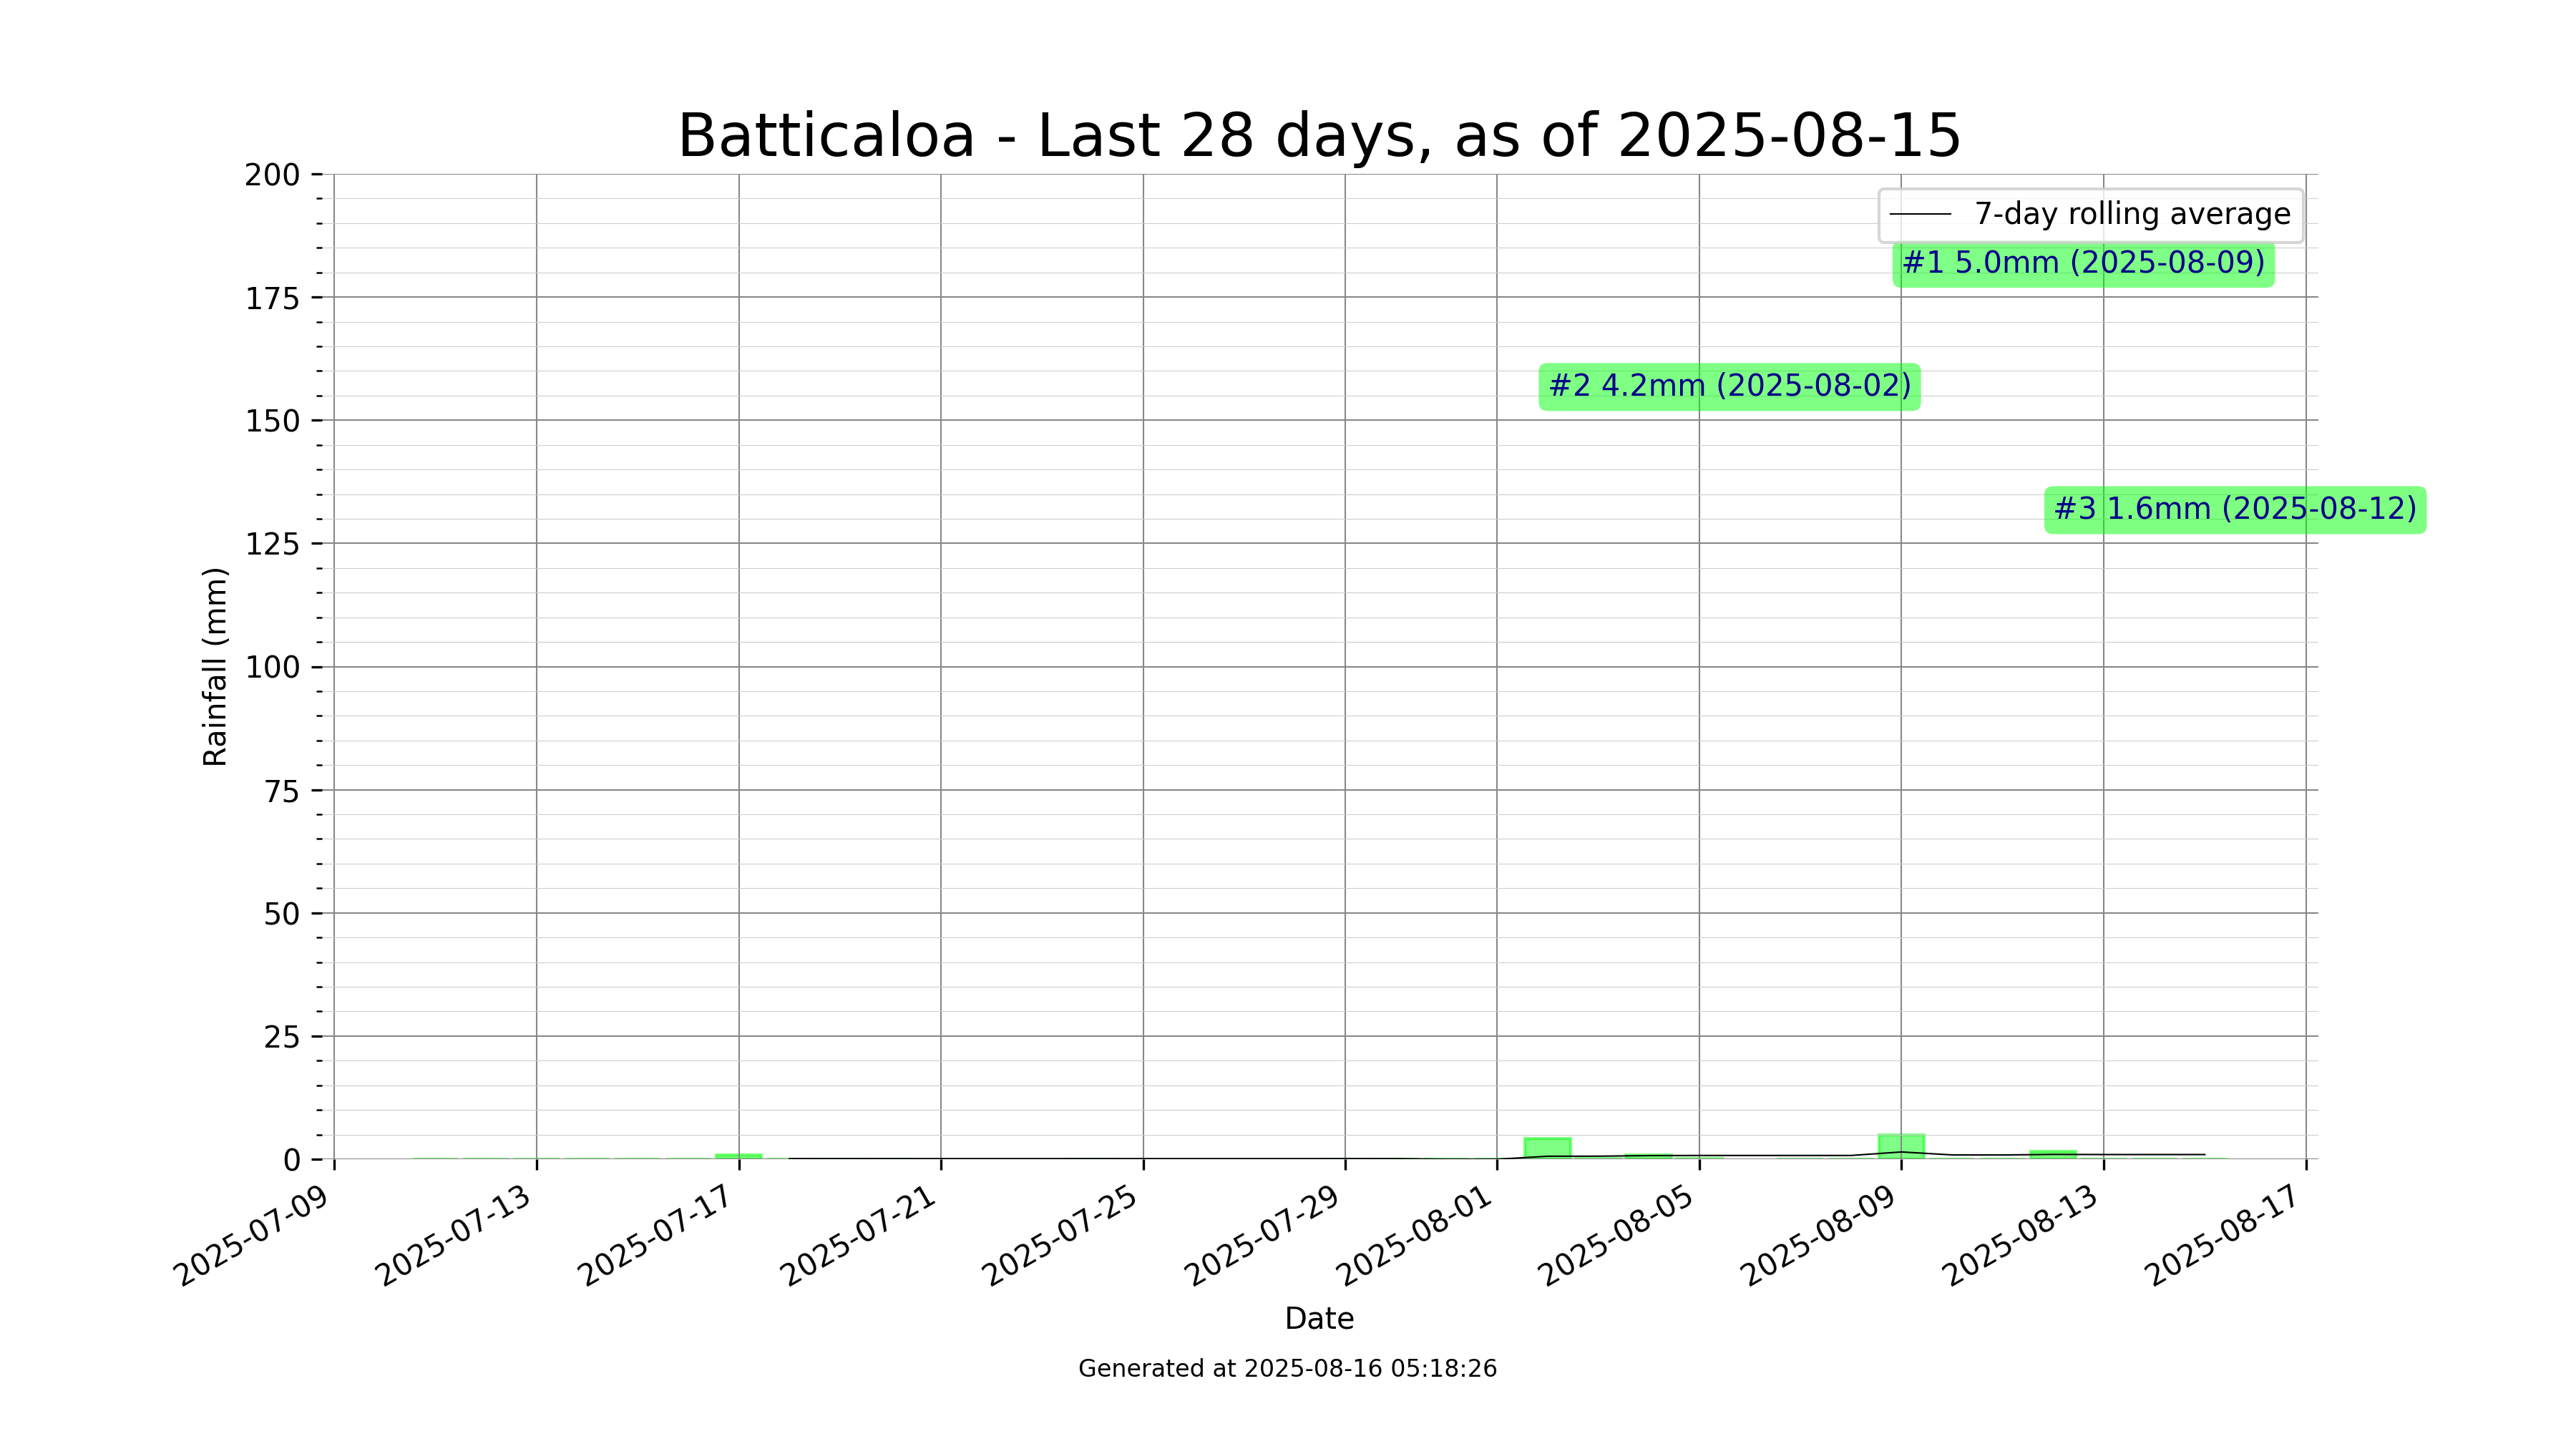 Batticaloa - Last 28 days, as of 2025-08-15
7-day rolling average
#1 5.0mm (2025-08-09)
#2 4.2mm (2025-08-02)
#3 1.6mm (2025-08-12)
Rainfall (mm)
200
175
150
125
100
75
50
25
0
2025-07-09
2025-07-13
2025-07-17
2025-07-21
2025-07-25
2025-07-29
2025-08-01
2025-08-05
2025-08-09
2025-08-13
2025-08-17
Date
Generated at 2025-08-16 05:18:26